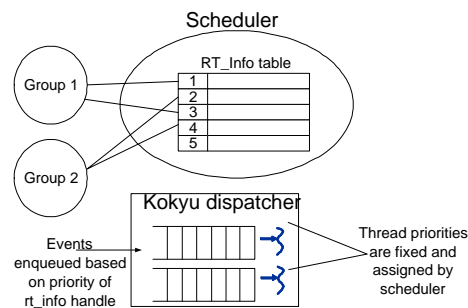 Scheduler
RT_Info table
Group 1
1
2
3
4
5
Group 2
Kokyu dispatcher
Events
enqueued based
on priority of
rt_info handle
Thread priorities
are fixed and
assigned by
scheduler